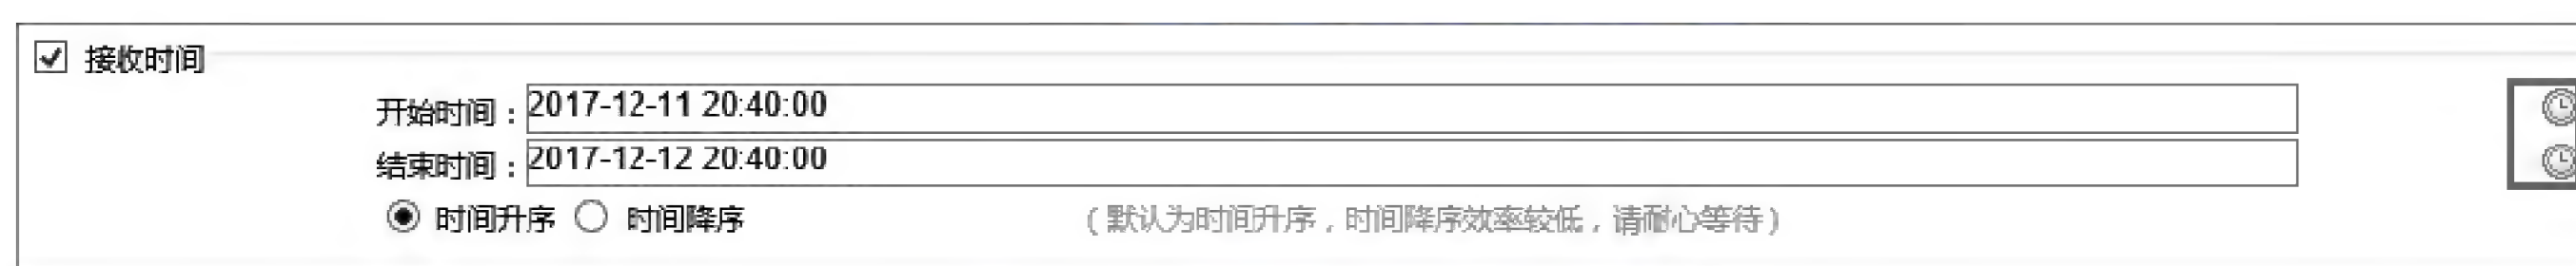 接收时间
开始时间：2017-12-11 20:40:00
结束时间：2017-12-12 20:40:00
时间升序 时间降序 （默认为时间升序，时间降序效率较低，请耐心等待）